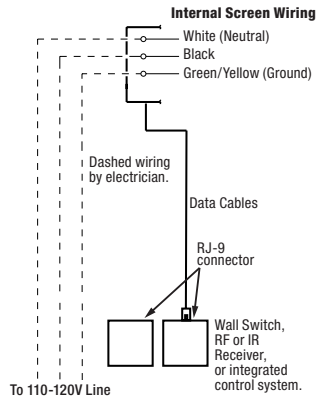 Internal Screen Wiring
White (Neutral)
Black
Green/Yellow (Ground)
Dashed wiring
by electrician.
Data Cables
RJ-9
connector
Wall Switch,
RF or IR
Receiver,
or integrated
control system.
To 110-120V Line